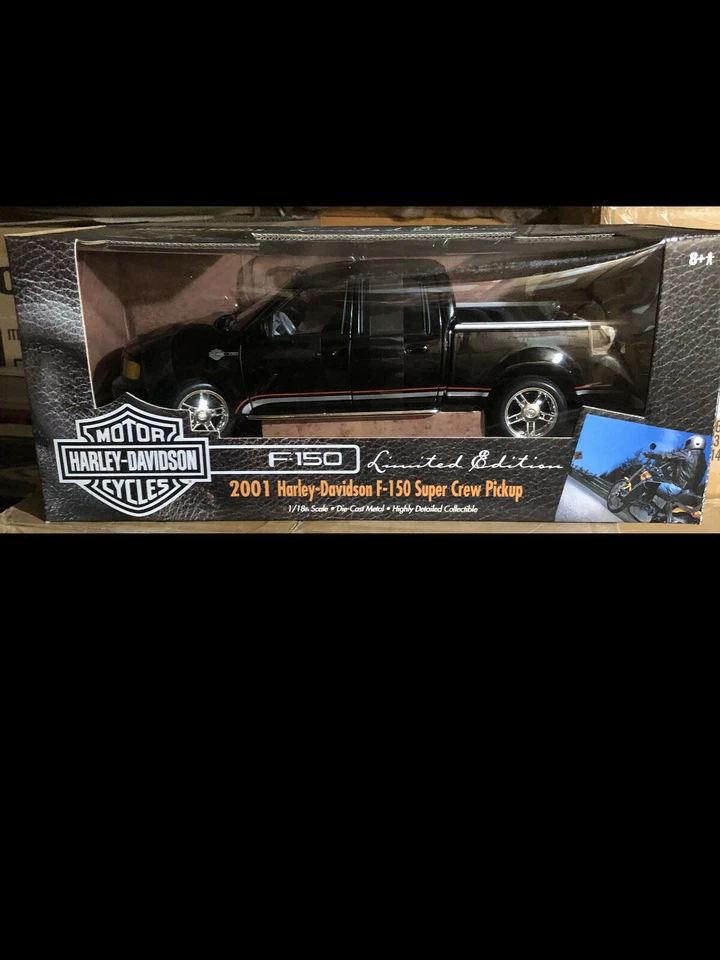 8+
MOTOR
HARLEY-DAVIDSON
CYCLES
F-150
Limited Edition
2001 Harley-Davidson F-150 Super Crew Pickup
1/18th Scale • Die-Cast Metal • Highly Detailed Collectible